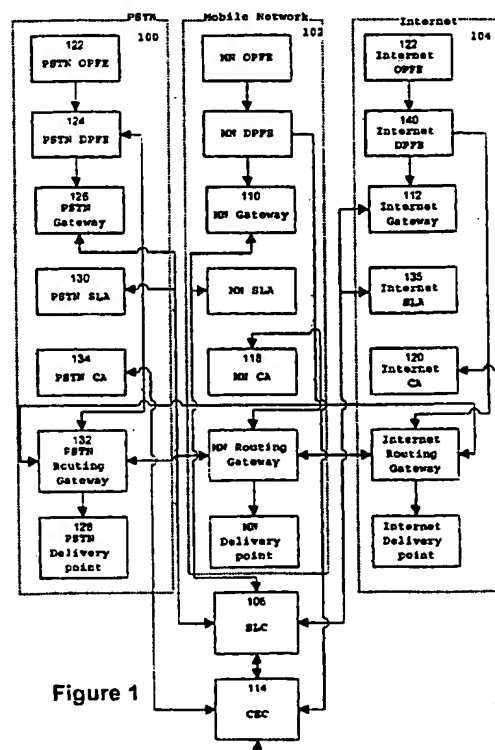 PSTN
100
122
PSTN OPFE
124
PSTN DPFE
126
PSTN
Gateway
130
PSTN SLA
134
PSTN CA
132
PSTN
Routing
Gateway
128
PSTN
Delivery
point
Mobile Network
102
MN OPFE
MN DPFE
110
MN Gateway
MN SLA
118
MN CA
MN Routing
Gateway
MN
Delivery
point
Internet
104
122
Internet
OPFE
140
Internet
DPFE
112
Internet
Gateway
135
Internet
SLA
120
Internet
CA
Internet
Routing
Gateway
Internet
Delivery
point
106
SLC
114
CEC
Figure 1